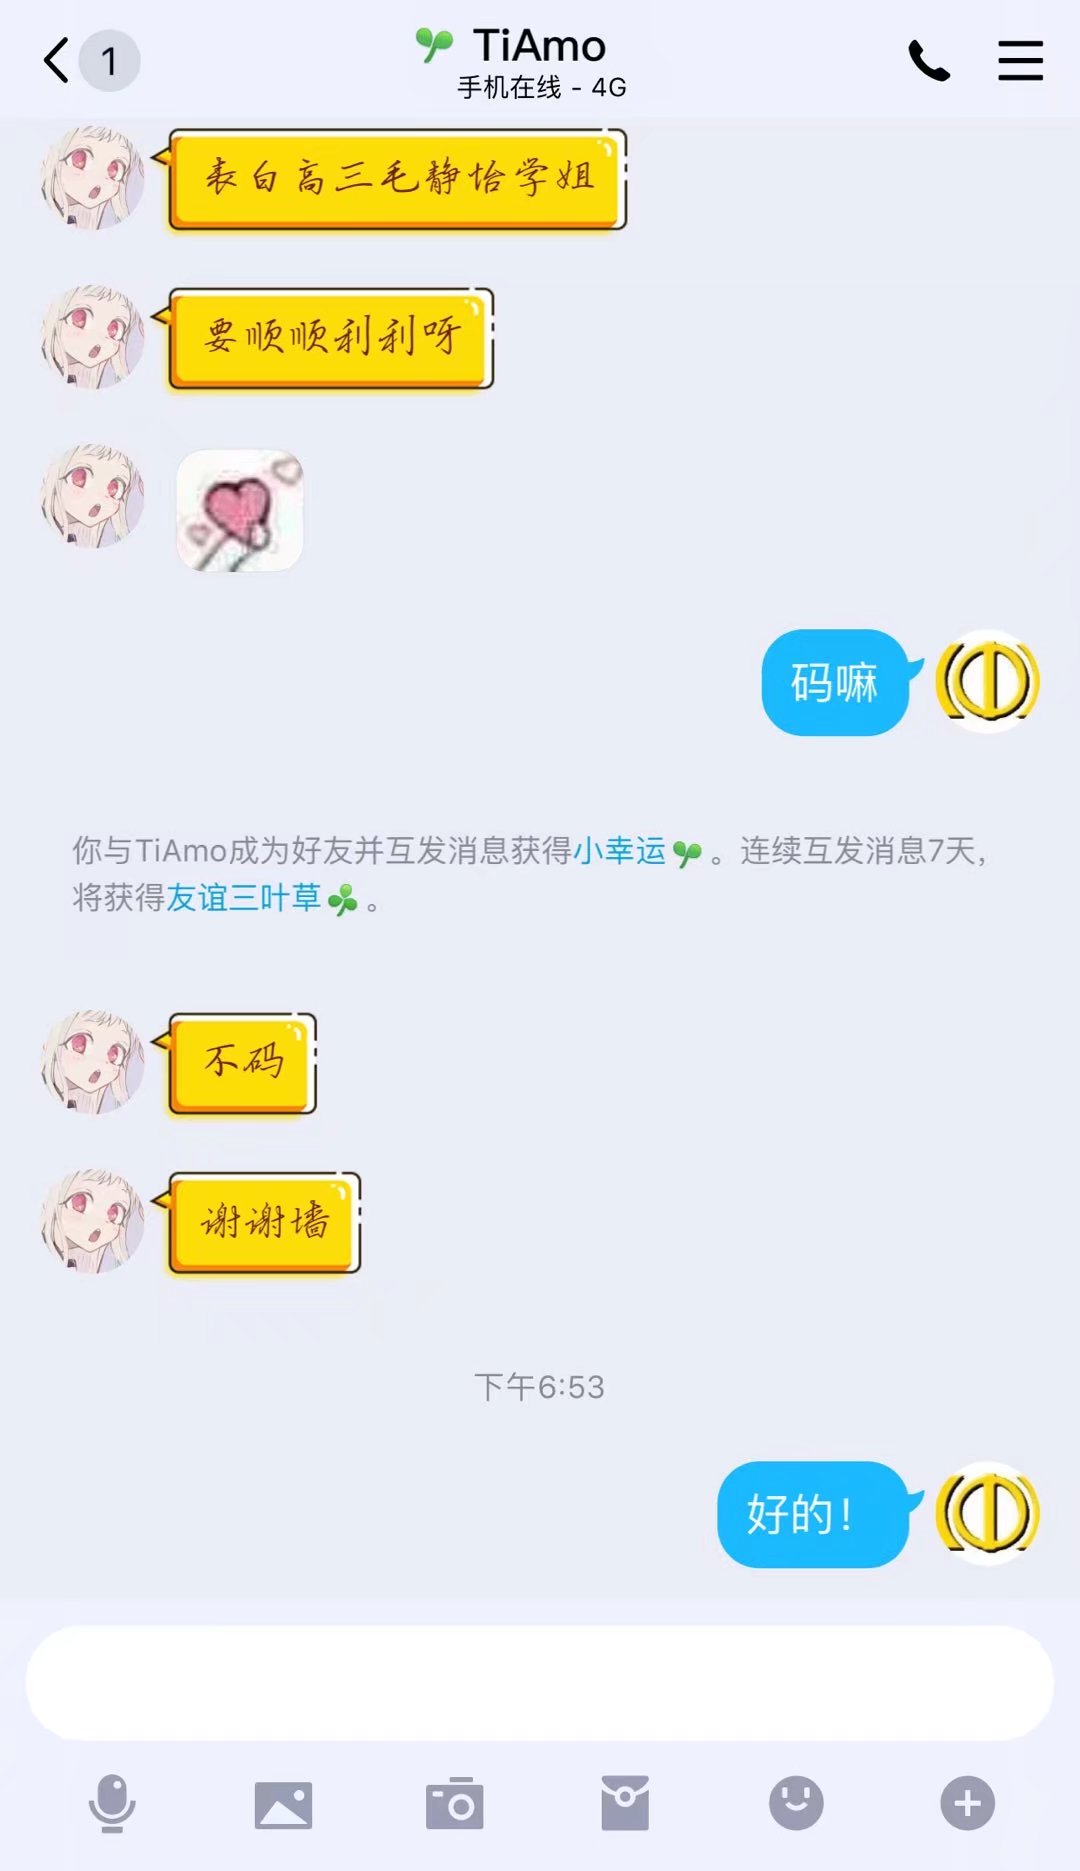 1
TiAmo
手机在线 - 4G
表白高三毛静怡学姐
要顺顺利利呀
码嘛
你与TiAmo成为好友并互发消息获得小幸运。连续互发消息7天，
将获得友谊三叶草。
不码
谢谢墙
下午6:53
好的！